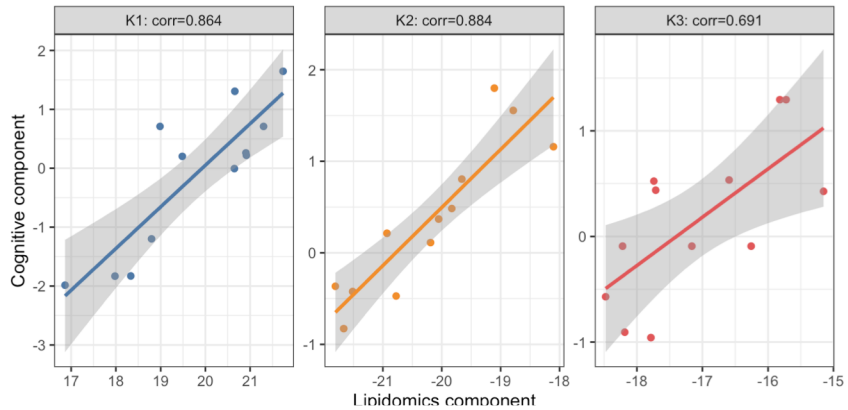 K1: corr=0.864
K2: corr=0.884
K3: corr=0.691
Cognitive component
2
1
0
-1
-2
-3
2
1
0
-1
1
0
-1
17 18 19 20 21
-21 -20 -19 -18
-18 -17 -16 -15
Lipidomics component